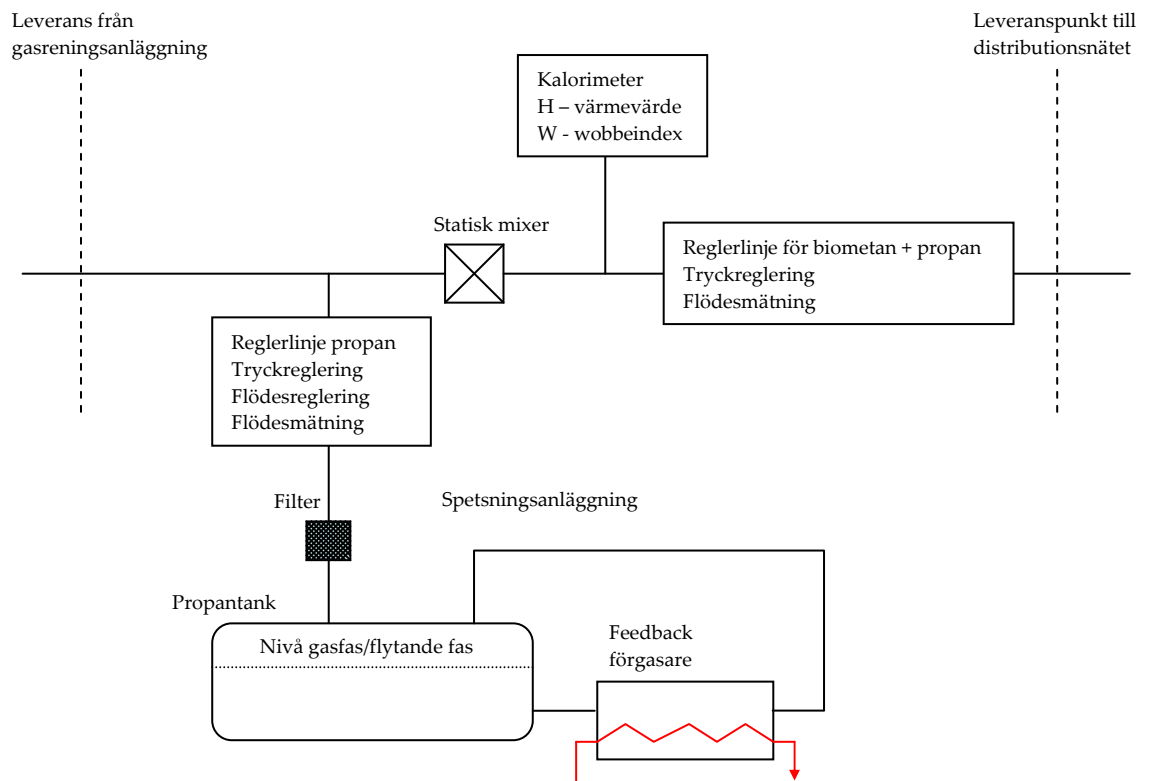 Leverans från
gasreningsanläggning
Leveranspunkt till
distributionsnätet
Kalorimeter
H – värmevärde
W - wobbeindex
Statisk mixer
Reglerlinje för biometan + propan
Tryckreglering
Flödesmätning
Reglerlinje propan
Tryckreglering
Flödesreglering
Flödesmätning
Filter
Spetsningsanläggning
Propantank
Nivå gasfas/flytande fas
Feedback
förgasare